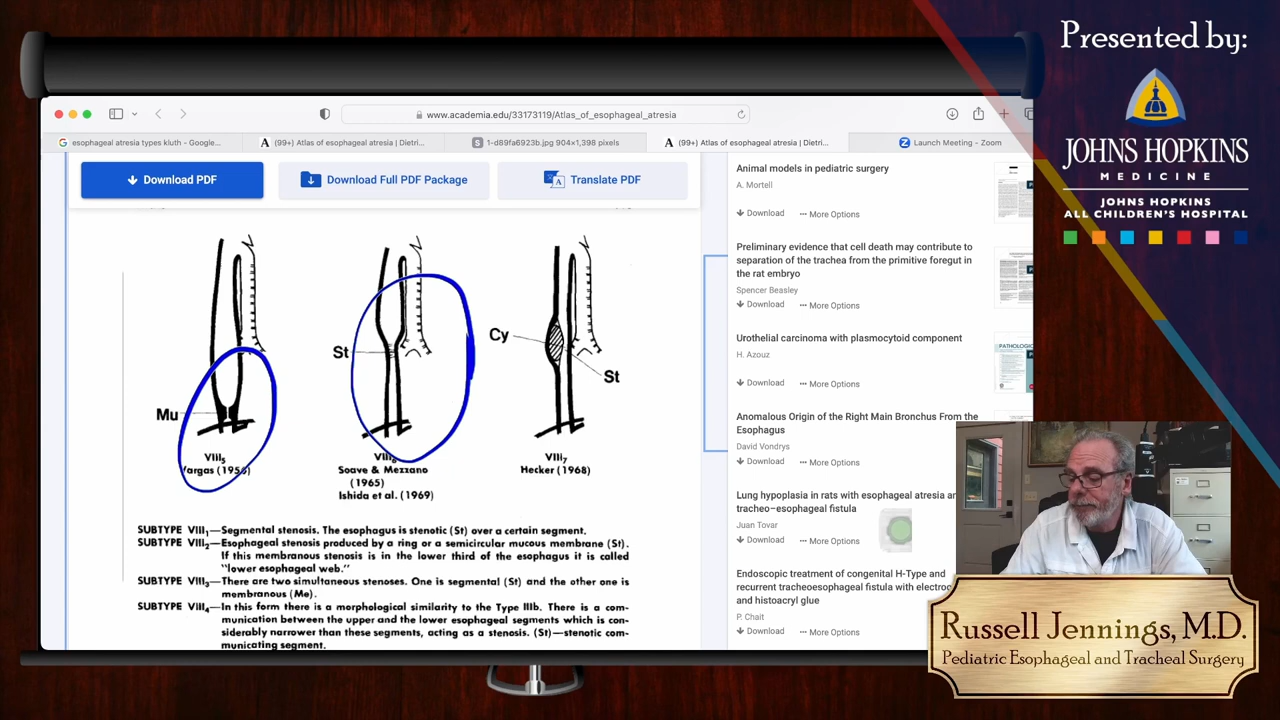 Presented by:
JOHNS HOPKINS
MEDICINE
JOHNS HOPKINS
ALL CHILDREN'S HOSPITAL
www.academia.edu/33173119/Atlas_of_esophageal_atresia
esophageal atresia types kluth - Google...
(99+) Atlas of esophageal atresia | Dietri...
1-d89fa6923b.jpg 904×1,398 pixels
(99+) Atlas of esophageal atresia | Dietri...
Launch Meeting - Zoom
Download PDF
Download Full PDF Package
Translate PDF
Mu
St
Cy
St
VIII5
Vargas (1956)
Soave & Mezzano
(1965)
Ishida et al. (1969)
VIII7
Hecker (1968)
SUBTYPE VIII1—Segmental stenosis. The esophagus is stenotic (St) over a certain segment.
SUBTYPE VIII2—Esophageal stenosis produced by a ring or a semicircular mucous membrane (St).
If this membranous stenosis is in the lower third of the esophagus it is called
"lower esophageal web."
SUBTYPE VIII3—There are two simultaneous stenoses. One is segmental (St) and the other one is
membranous (Me).
SUBTYPE VIII4—In this form there is a morphological similarity to the Type IIIb. There is a com-
munication between the upper and the lower esophageal segments which is con-
siderably narrower than these segments, acting as a stenosis. (St)—stenotic com-
municating segment.
Animal models in pediatric surgery
A. Mortell
Download ••• More Options
Preliminary evidence that cell death may contribute to
separation of the trachea from the primitive foregut in
the rat embryo
Spencer Beasley
Download ••• More Options
Urothelial carcinoma with plasmocytoid component
H. Azouz
Download ••• More Options
Anomalous Origin of the Right Main Bronchus From the
Esophagus
David Vondrys
Download ••• More Options
Lung hypoplasia in rats with esophageal atresia an
tracheo-esophageal fistula
Juan Tovar
Download ••• More Options
Endoscopic treatment of congenital H-Type and
recurrent tracheoesophageal fistula with electroc
and histoacryl glue
P. Chait
Download ••• More Options
Russell Jennings, M.D.
Pediatric Esophageal and Tracheal Surgery